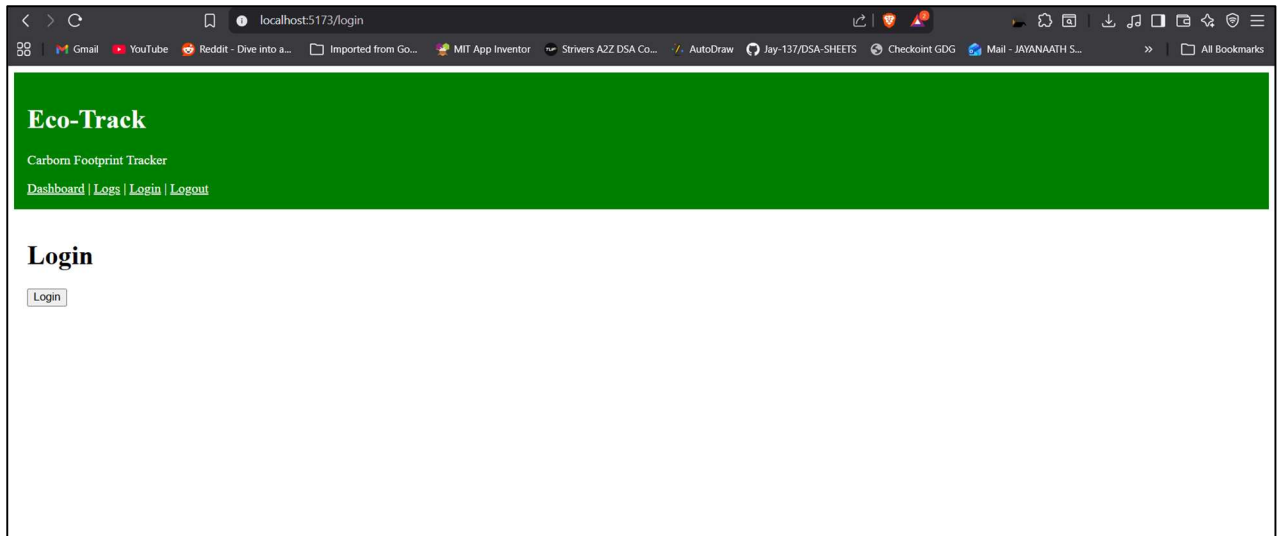 localhost:5173/login
Gmail YouTube Reddit - Dive into a... Imported from Go... MIT App Inventor Strivers A2Z DSA Co... AutoDraw Jay-137/DSA-SHEETS Checkoint GDG Mail - JAYANAATH S... » All Bookmarks
Eco-Track
Carborn Footprint Tracker
Dashboard | Logs | Login | Logout
Login
Login